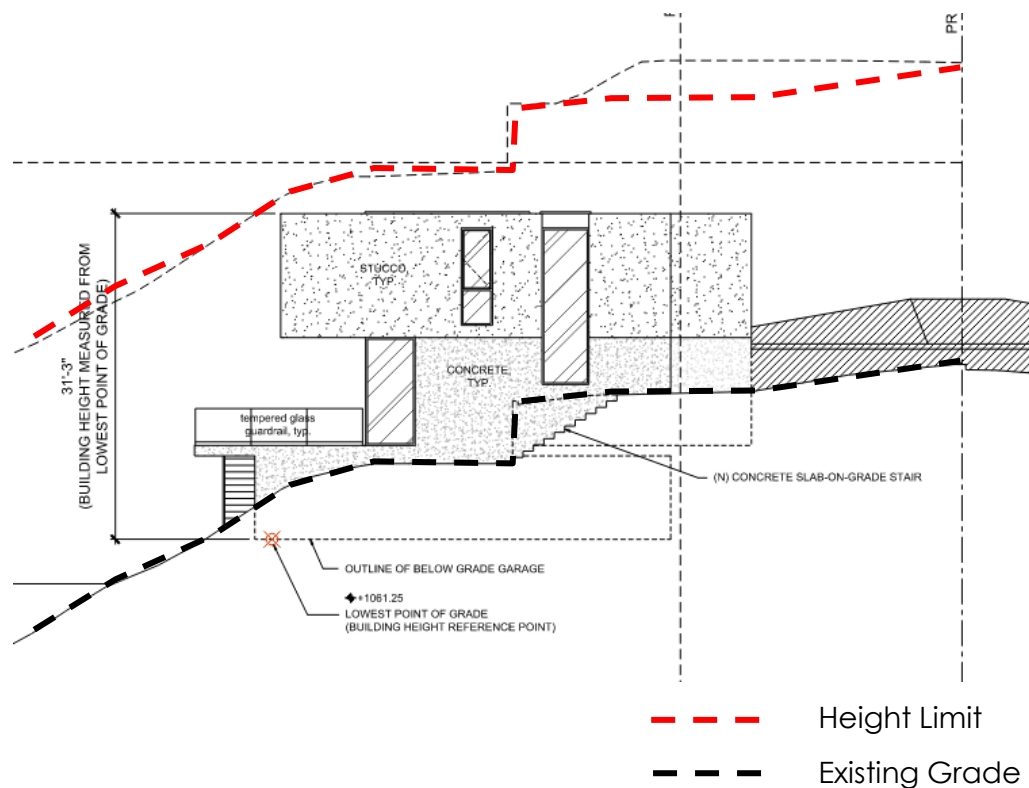 PR
STUCCO,
TYP.
CONCRETE,
TYP.
31'-3"
(BUILDING HEIGHT MEASURED FROM
LOWEST POINT OF GRADE)
tempered glass
guardrail, typ.
(N) CONCRETE SLAB-ON-GRADE STAIR
OUTLINE OF BELOW GRADE GARAGE
+1061.25
LOWEST POINT OF GRADE
(BUILDING HEIGHT REFERENCE POINT)
Height Limit
Existing Grade